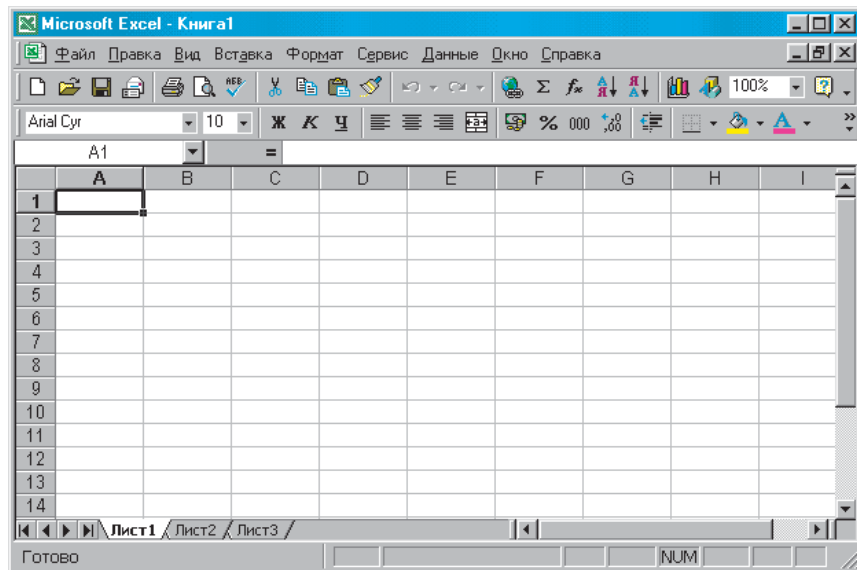 Microsoft Excel - Книга1
Файл Правка Вид Вставка Формат Сервис Данные Окно Справка
100%
Arial Cyr 10 Ж К Ч % 000
A1 =
A B C D E F G H I
1
2
3
4
5
6
7
8
9
10
11
12
13
14
Лист1 Лист2 Лист3
Готово NUM